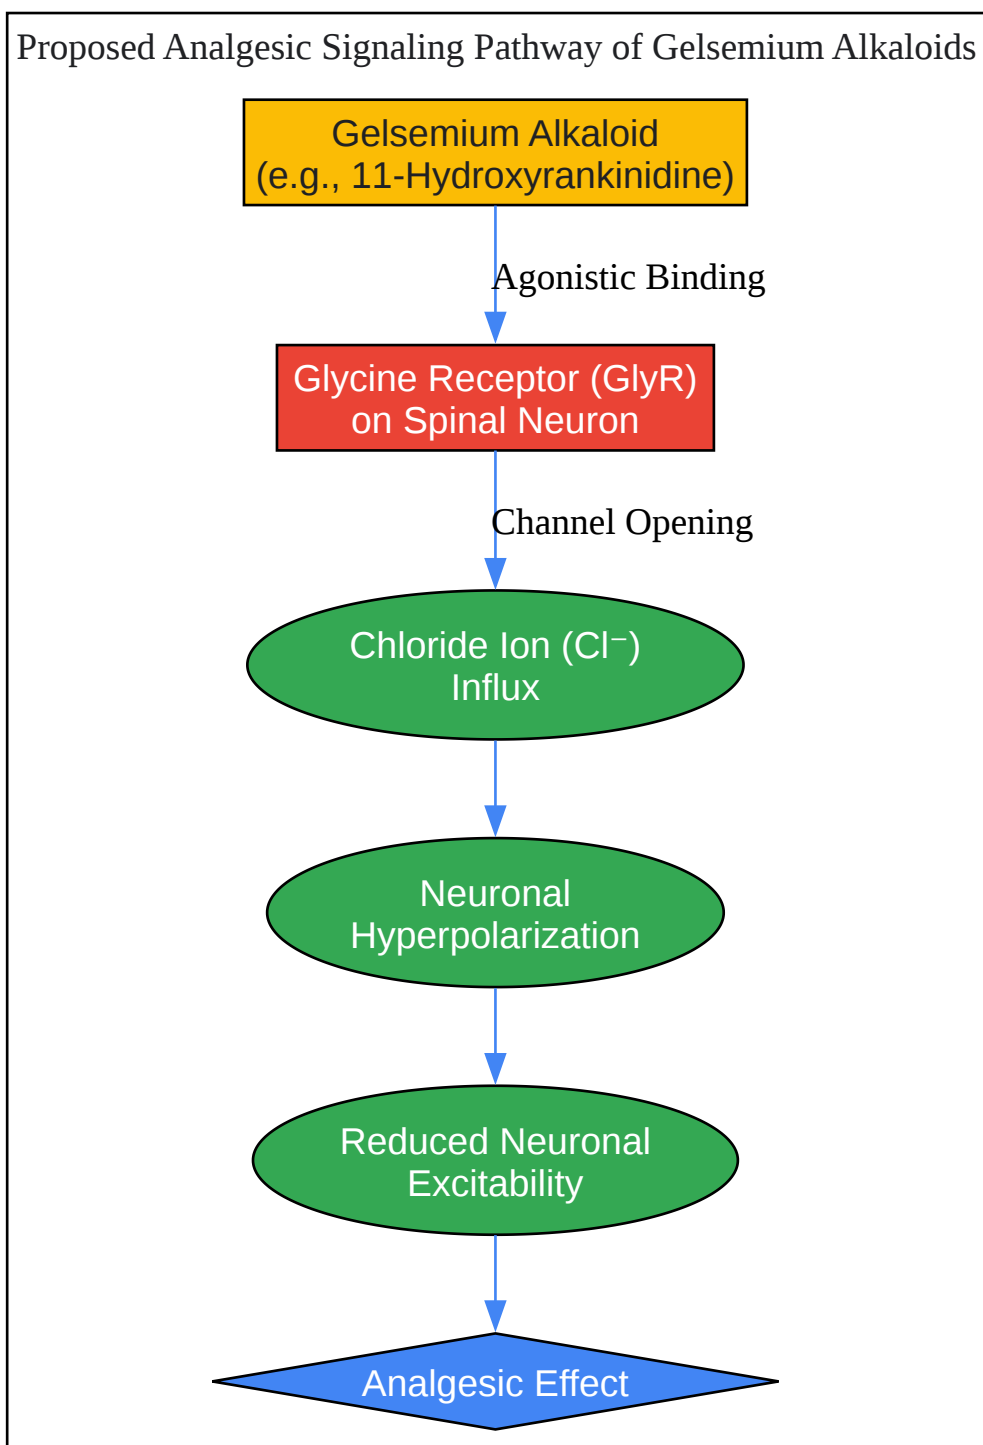 Proposed Analgesic Signaling Pathway of Gelsemium Alkaloids
Gelsemium Alkaloid
(e.g., 11-Hydroxyrankinidine)
Agonistic Binding
Glycine Receptor (GlyR)
on Spinal Neuron
Channel Opening
Chloride Ion (Cl⁻)
Influx
Neuronal
Hyperpolarization
Reduced Neuronal
Excitability
Analgesic Effect